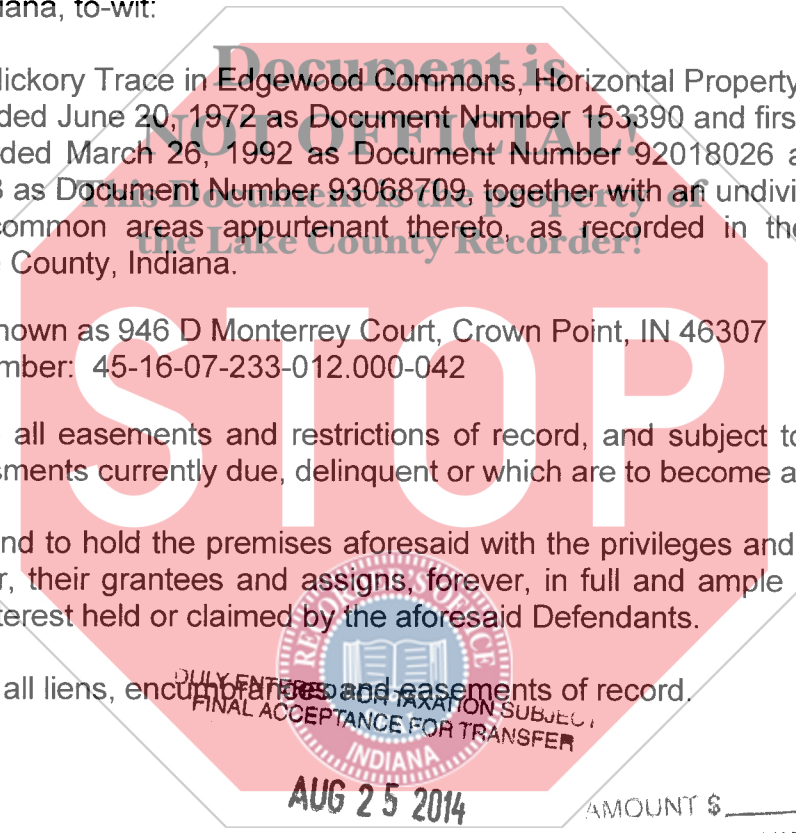 iana, to-wit:
Document is
NOT OFFICIAL!
This Document is the property of
the Lake County Recorder!
lickory Trace in Edgewood Commons, Horizontal Property
ded June 20, 1972 as Document Number 153390 and firs
ded March 26, 1992 as Document Number 92018026 a
3 as Document Number 93068709, together with an undivi
common areas appurtenant thereto, as recorded in the
County, Indiana.
nown as 946 D Monterrey Court, Crown Point, IN 46307
mber: 45-16-07-233-012.000-042
STOP
all easements and restrictions of record, and subject to
sments currently due, delinquent or which are to become a
nd to hold the premises aforesaid with the privileges and
r, their grantees and assigns, forever, in full and ample
terest held or claimed by the aforesaid Defendants.
all liens, encumbrances and easements of record.
DULY ENTERED FOR TAXATION SUBJECT
FINAL ACCEPTANCE FOR TRANSFER
INDIANA
AUG 25 2014
AMOUNT $